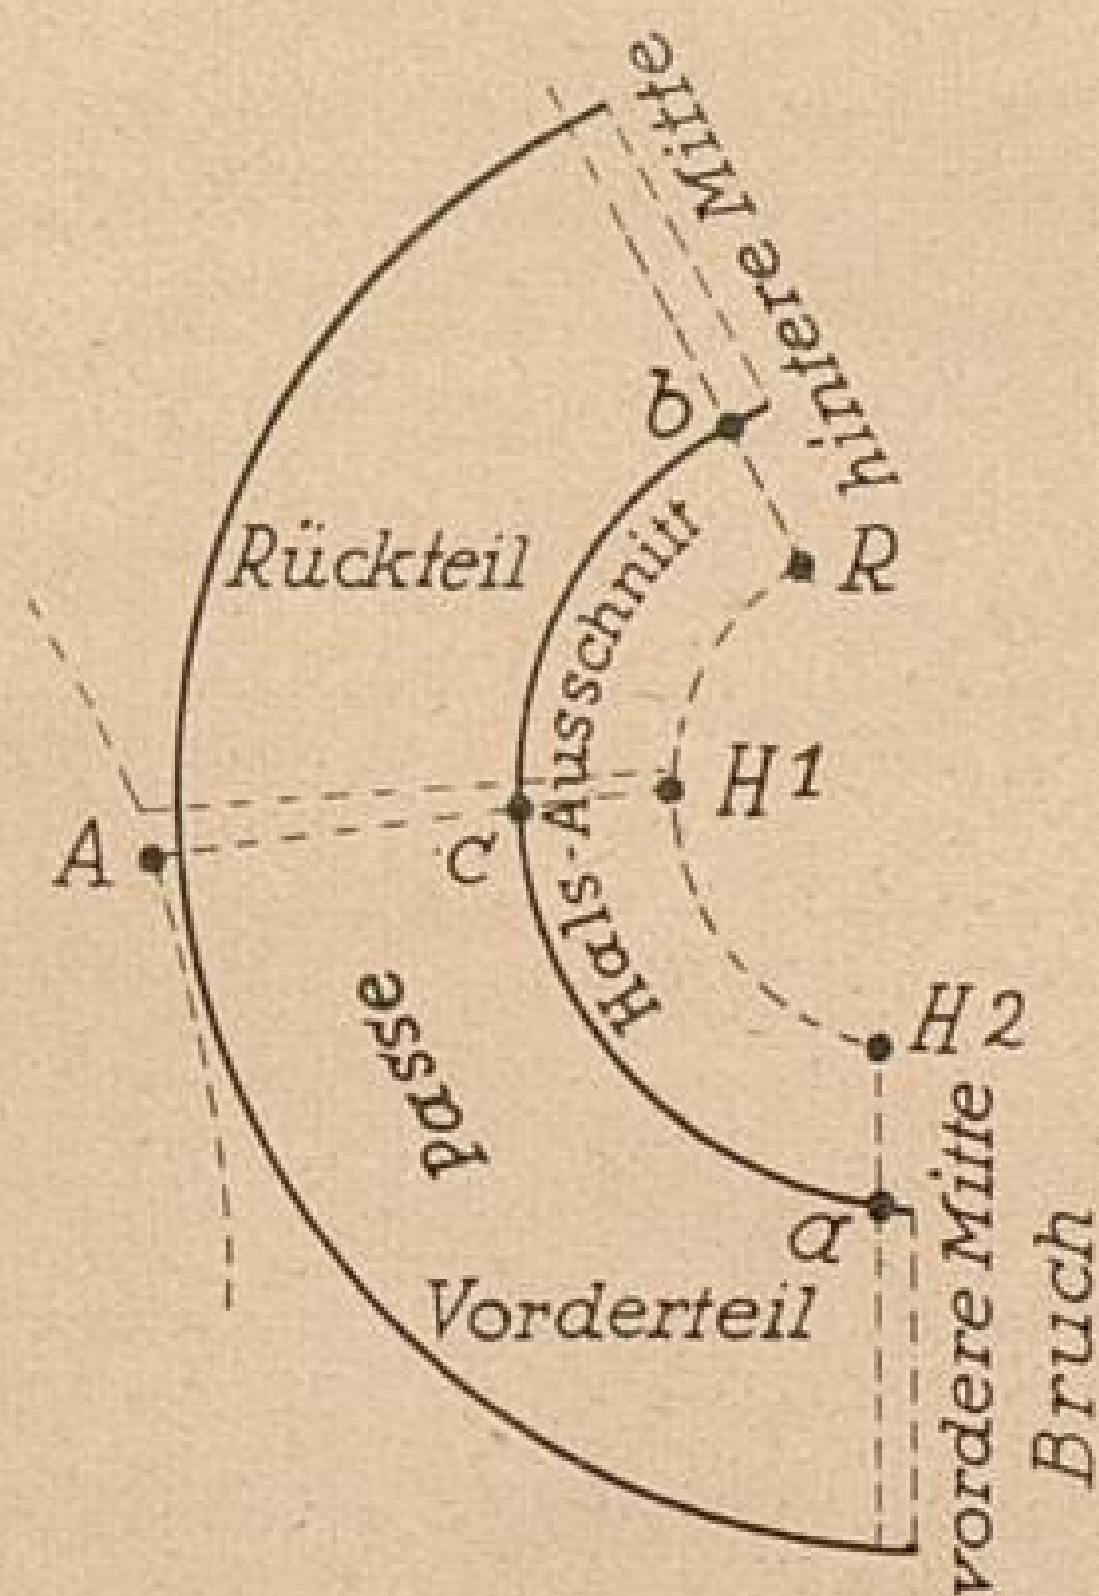 hintere Mitte
b
R
Rückteil
Hals-Ausschnitt
H1
A
c
Passe
H2
a
Vorderteil
vordere Mitte
Bruch